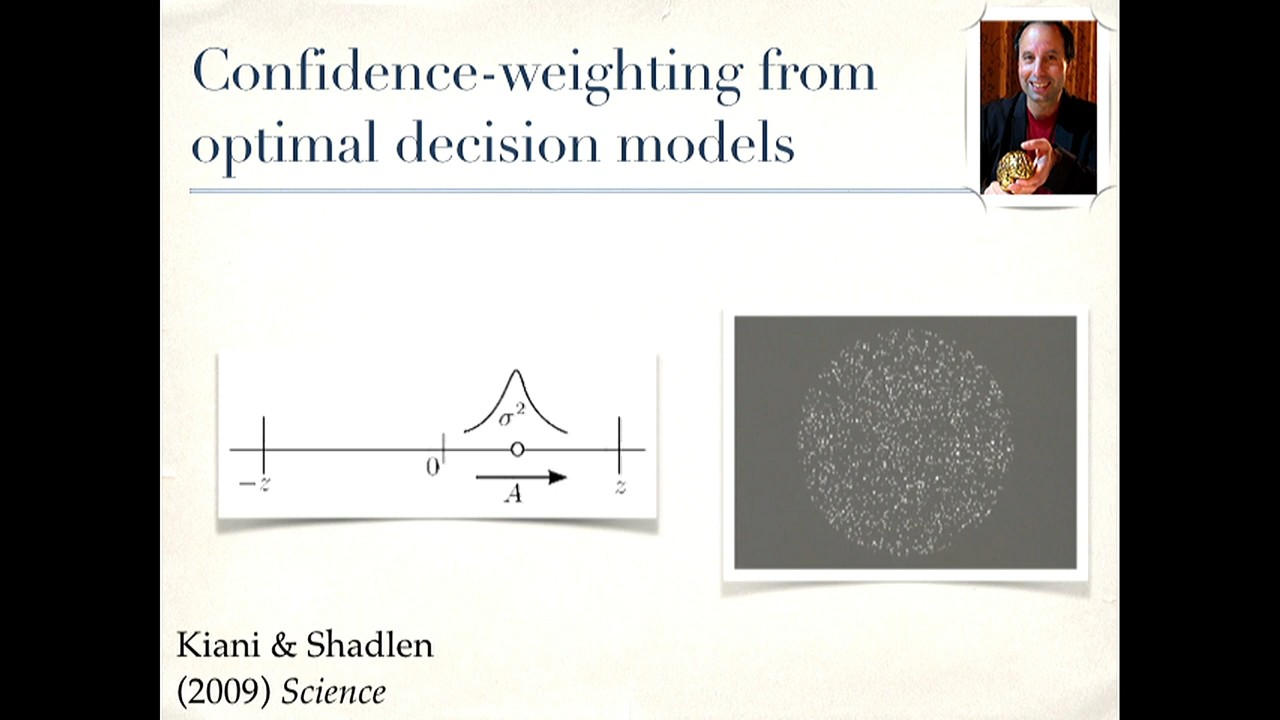 Confidence-weighting from
optimal decision models
σ²
0
−z
A
z
Kiani & Shadlen
(2009) Science